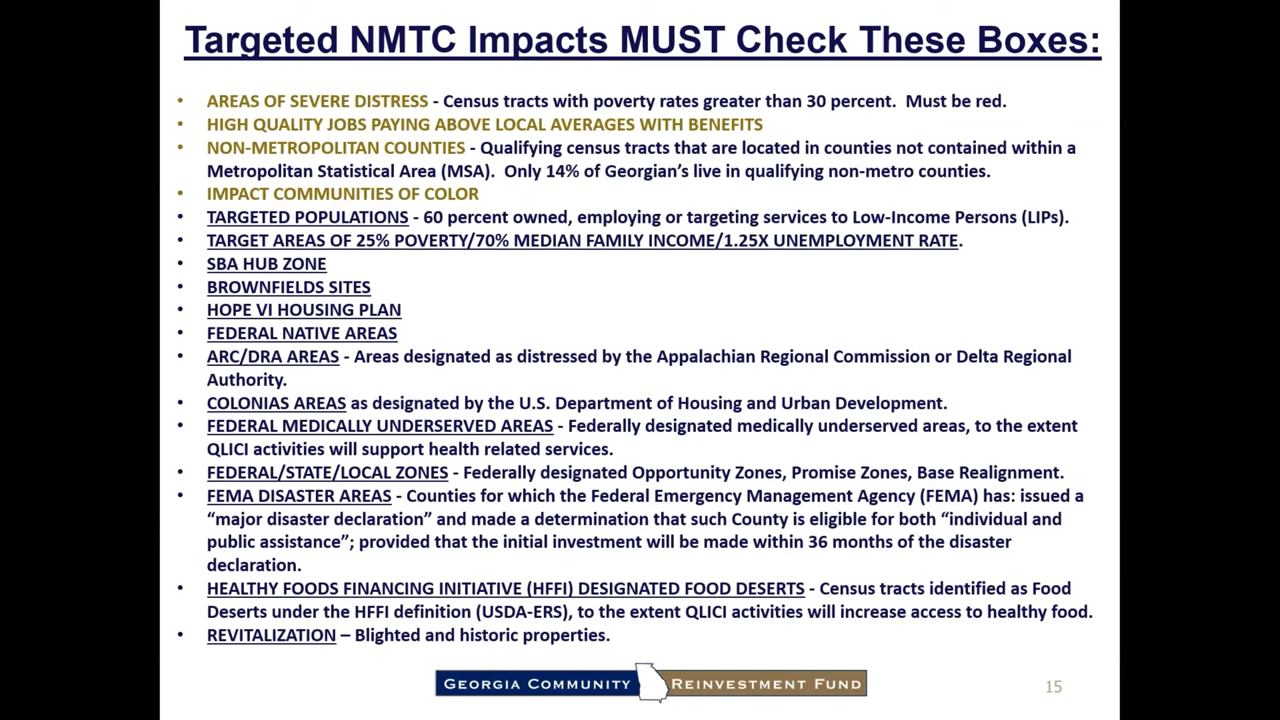 Targeted NMTC Impacts MUST Check These Boxes:
• AREAS OF SEVERE DISTRESS - Census tracts with poverty rates greater than 30 percent. Must be red.
• HIGH QUALITY JOBS PAYING ABOVE LOCAL AVERAGES WITH BENEFITS
• NON-METROPOLITAN COUNTIES - Qualifying census tracts that are located in counties not contained within a
Metropolitan Statistical Area (MSA). Only 14% of Georgian's live in qualifying non-metro counties.
• IMPACT COMMUNITIES OF COLOR
• TARGETED POPULATIONS - 60 percent owned, employing or targeting services to Low-Income Persons (LIPs).
• TARGET AREAS OF 25% POVERTY/70% MEDIAN FAMILY INCOME/1.25X UNEMPLOYMENT RATE.
• SBA HUB ZONE
• BROWNFIELDS SITES
• HOPE VI HOUSING PLAN
• FEDERAL NATIVE AREAS
• ARC/DRA AREAS - Areas designated as distressed by the Appalachian Regional Commission or Delta Regional
Authority.
• COLONIAS AREAS as designated by the U.S. Department of Housing and Urban Development.
• FEDERAL MEDICALLY UNDERSERVED AREAS - Federally designated medically underserved areas, to the extent
QLICI activities will support health related services.
• FEDERAL/STATE/LOCAL ZONES - Federally designated Opportunity Zones, Promise Zones, Base Realignment.
• FEMA DISASTER AREAS - Counties for which the Federal Emergency Management Agency (FEMA) has: issued a
“major disaster declaration” and made a determination that such County is eligible for both “individual and
public assistance”; provided that the initial investment will be made within 36 months of the disaster
declaration.
• HEALTHY FOODS FINANCING INITIATIVE (HFFI) DESIGNATED FOOD DESERTS - Census tracts identified as Food
Deserts under the HFFI definition (USDA-ERS), to the extent QLICI activities will increase access to healthy food.
• REVITALIZATION – Blighted and historic properties.
GEORGIA COMMUNITY REINVESTMENT FUND
15